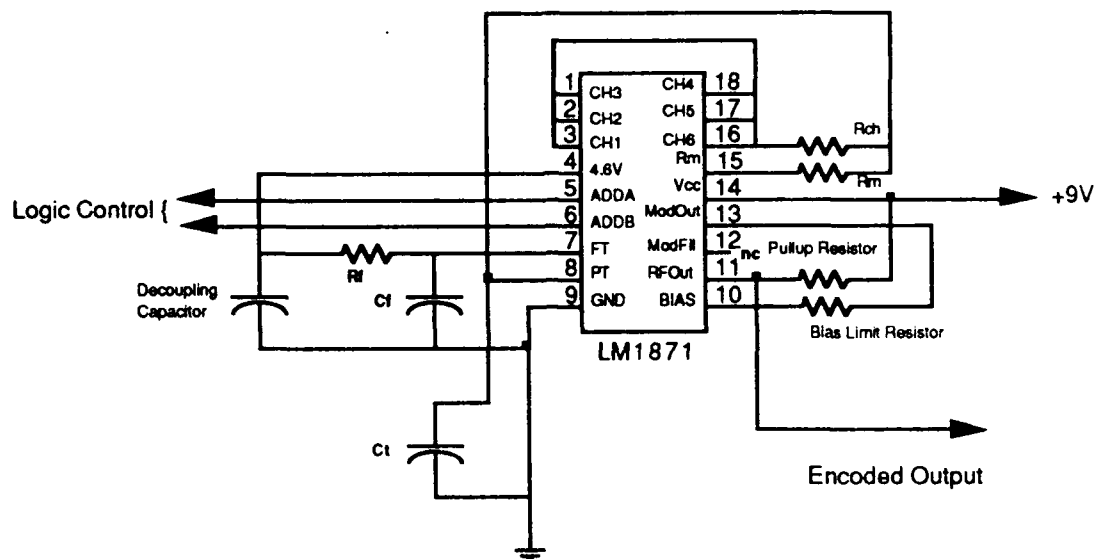 1 CH3 CH4 18
2 CH2 CH5 17
3 CH1 CH6 16 Rch
4 4.6V Rm 15 Rm
5 ADDA Vcc 14 +9V
Logic Control {
6 ADDB ModOut 13
7 FT ModFil 12 nc Pullup Resistor
Rf
8 PT RFOut 11
Decoupling
Capacitor
Cf
9 GND BIAS 10
Bias Limit Resistor
LM1871
Ct
Encoded Output